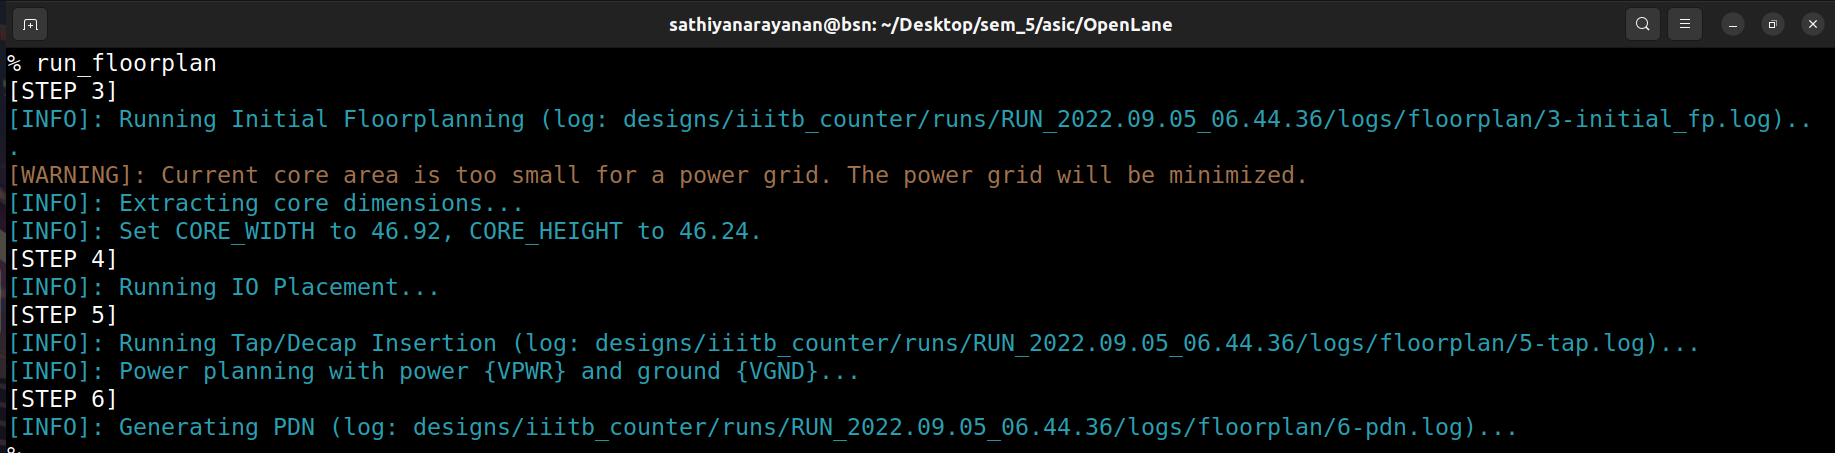 sathiyanarayanan@bsn: ~/Desktop/sem_5/asic/OpenLane
% run_floorplan
[STEP 3]
[INFO]: Running Initial Floorplanning (log: designs/iiitb_counter/runs/RUN_2022.09.05_06.44.36/logs/floorplan/3-initial_fp.log)..
.
[WARNING]: Current core area is too small for a power grid. The power grid will be minimized.
[INFO]: Extracting core dimensions...
[INFO]: Set CORE_WIDTH to 46.92, CORE_HEIGHT to 46.24.
[STEP 4]
[INFO]: Running IO Placement...
[STEP 5]
[INFO]: Running Tap/Decap Insertion (log: designs/iiitb_counter/runs/RUN_2022.09.05_06.44.36/logs/floorplan/5-tap.log)...
[INFO]: Power planning with power {VPWR} and ground {VGND}...
[STEP 6]
[INFO]: Generating PDN (log: designs/iiitb_counter/runs/RUN_2022.09.05_06.44.36/logs/floorplan/6-pdn.log)...
%